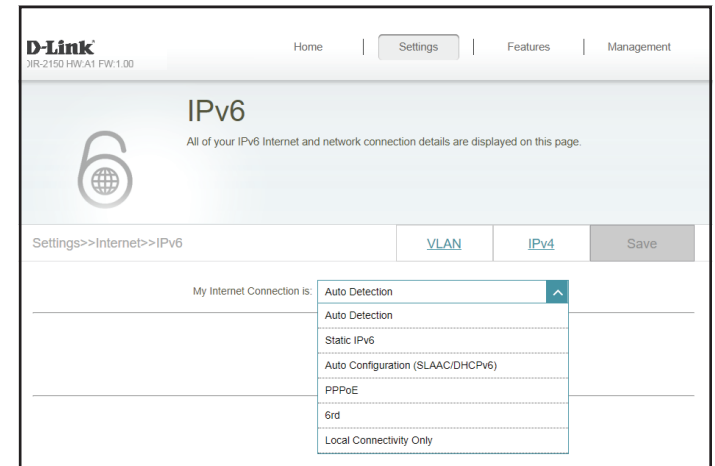 D-Link
DIR-2150 HW:A1 FW:1.00
Home
Settings
Features
Management
IPv6
All of your IPv6 Internet and network connection details are displayed on this page.
Settings>>Internet>>IPv6
VLAN
IPv4
Save
My Internet Connection is:
Auto Detection
Auto Detection
Static IPv6
Auto Configuration (SLAAC/DHCPv6)
PPPoE
6rd
Local Connectivity Only